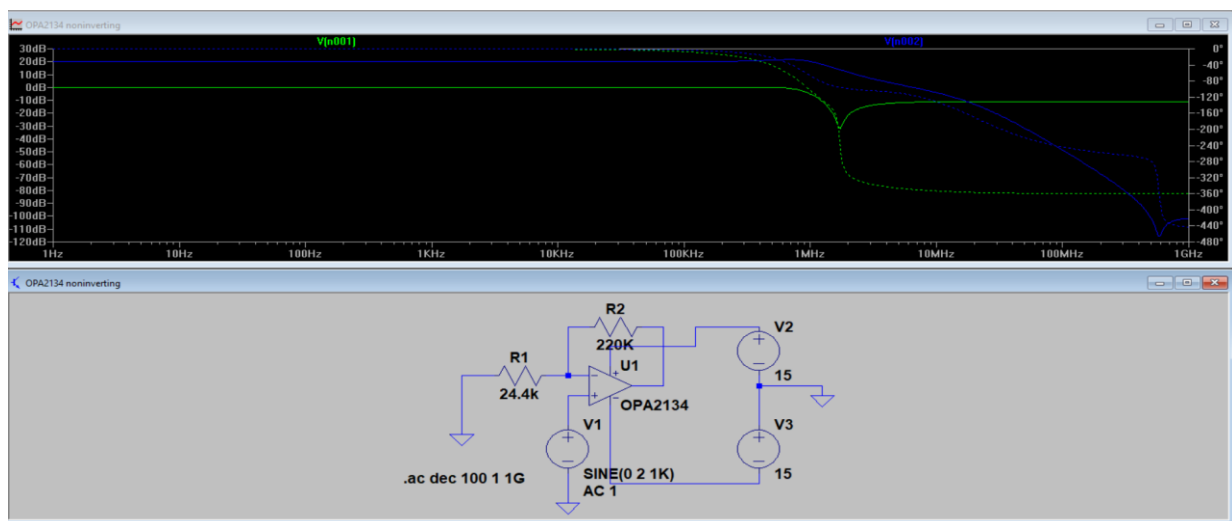 OPA2134 noninverting
V(n001) V(n002)
30dB 0°
20dB -40°
10dB -80°
0dB -120°
-10dB -160°
-20dB -200°
-30dB -240°
-40dB -280°
-50dB -320°
-60dB -360°
-70dB -400°
-80dB -440°
-90dB -480°
-100dB
-110dB
-120dB
1Hz 10Hz 100Hz 1KHz 10KHz 100KHz 1MHz 10MHz 100MHz 1GHz
OPA2134 noninverting
R2
220K
V2
15
R1
24.4k
U1
OPA2134
V1
SINE(0 2 1K)
AC 1
V3
15
.ac dec 100 1 1G